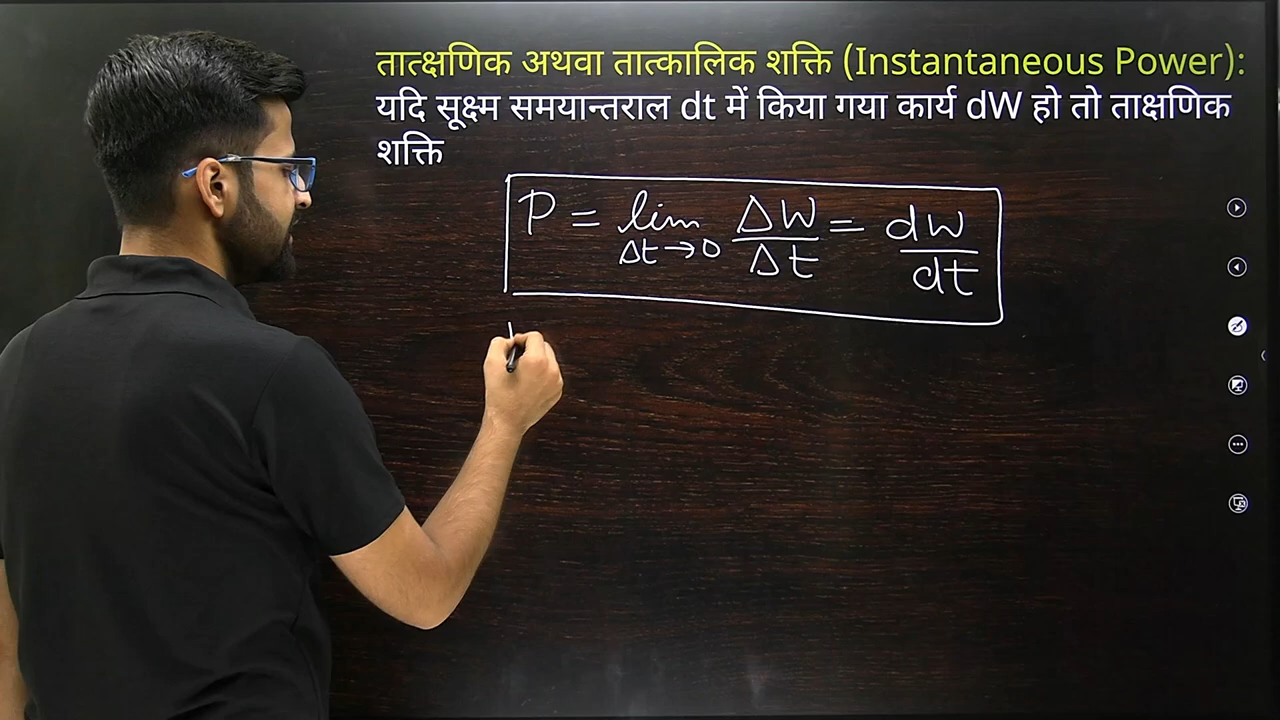 तात्क्षणिक अथवा तात्कालिक शक्ति (Instantaneous Power):
यदि सूक्ष्म समयान्तराल dt में किया गया कार्य dW हो तो ताक्षणिक
शक्ति
P = lim Δt→0 ΔW/Δt = dW/dt